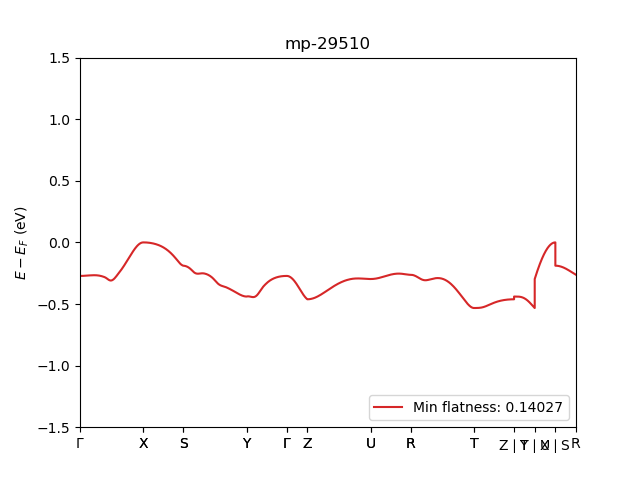 mp-29510
E − E_F (eV)
1.5
1.0
0.5
0.0
−0.5
−1.0
−1.5
Min flatness: 0.14027
Γ X S Y Γ Z U R T Z | Y | X | S R